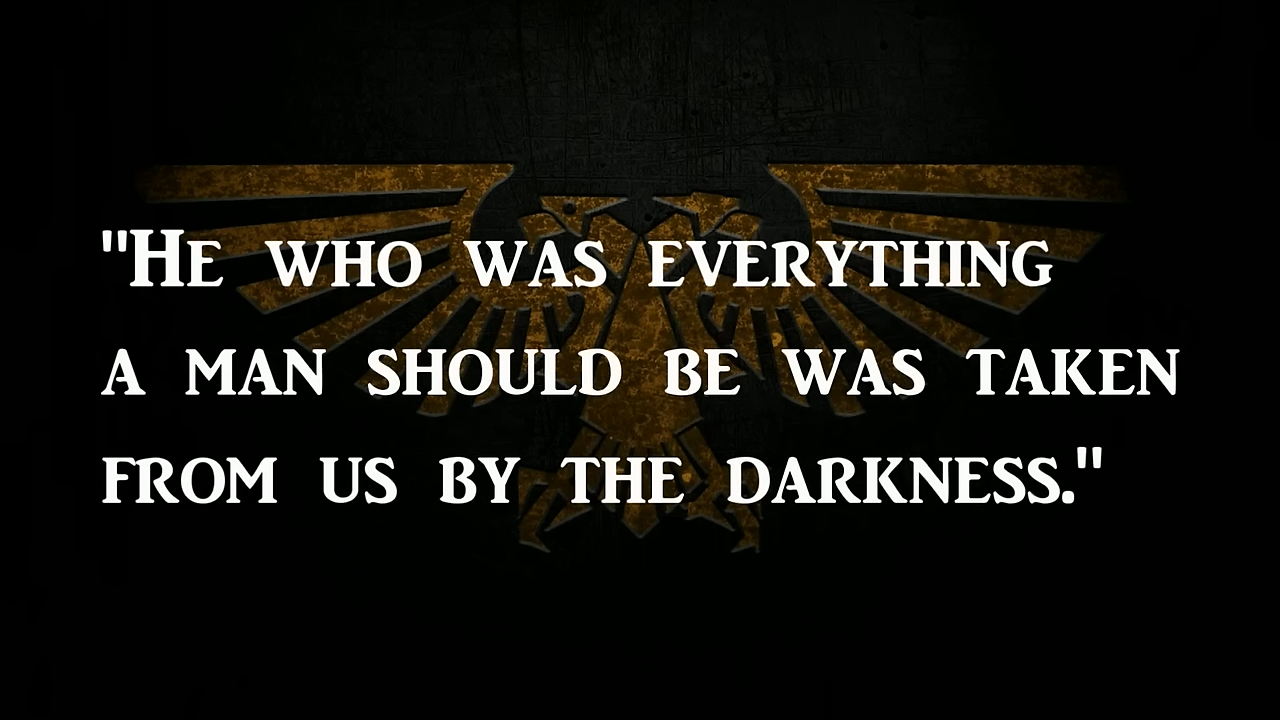 "He who was everything
a man should be was taken
from us by the darkness."